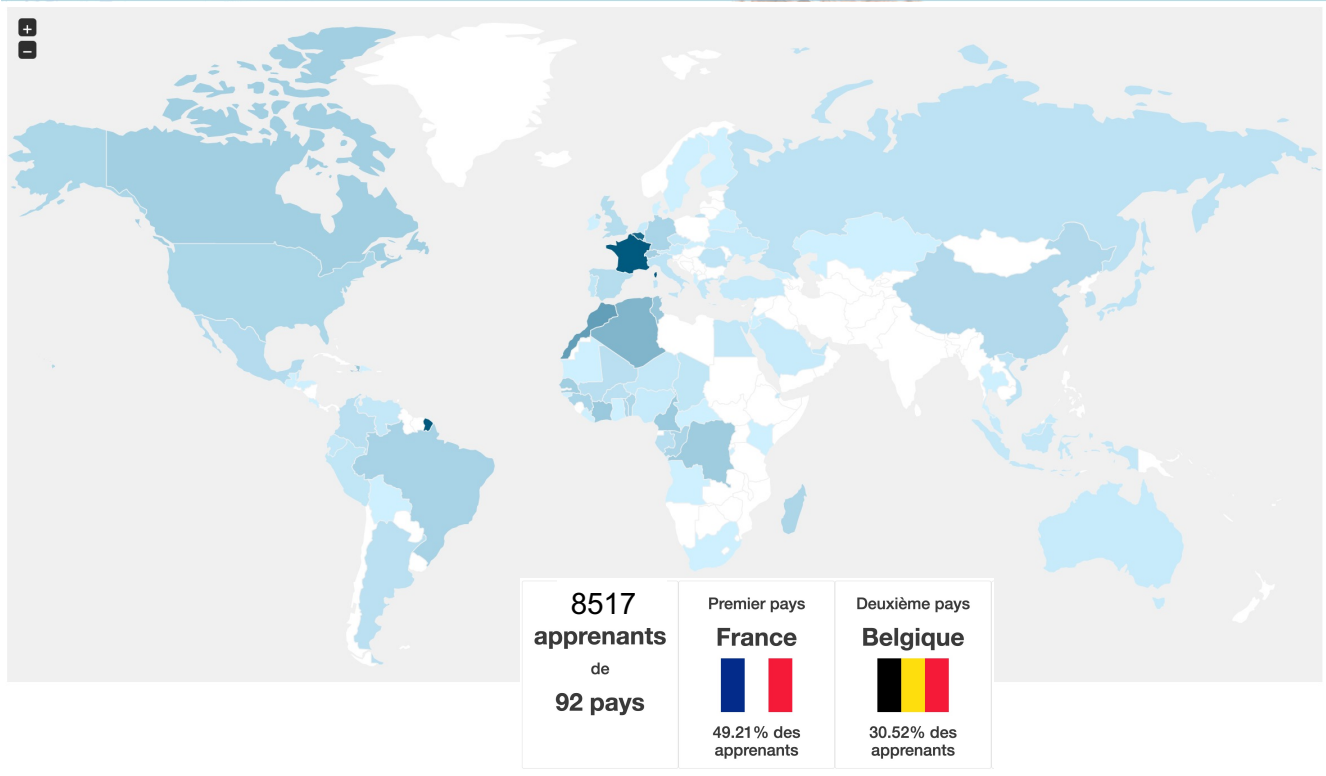 +
−
8517
apprenants
de
92 pays
Premier pays
France
49.21% des
apprenants
Deuxième pays
Belgique
30.52% des
apprenants